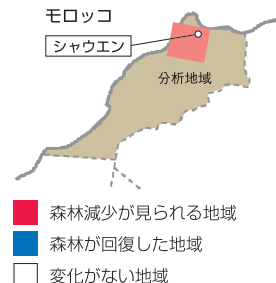 モロッコ
シャウエン
分析地域
森林減少が見られる地域
森林が回復した地域
変化がない地域